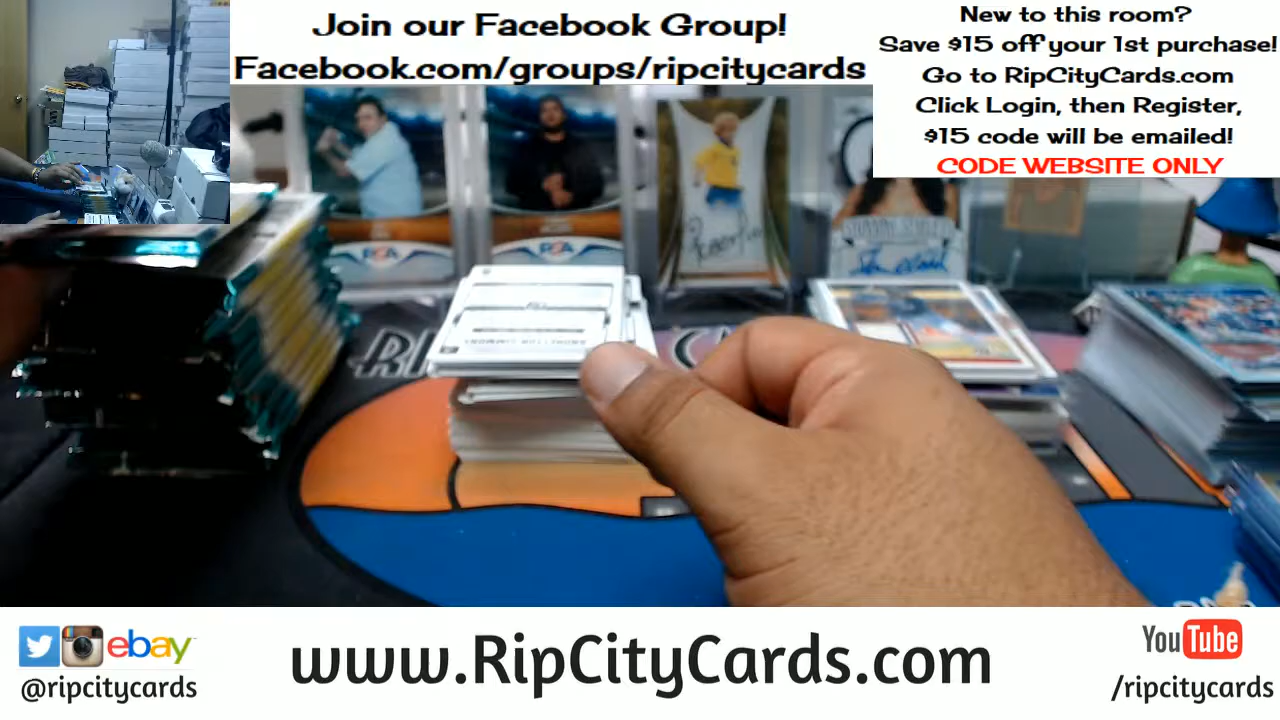 Join our Facebook Group!
Facebook.com/groups/ripcitycards
New to this room?
Save $15 off your 1st purchase!
Go to RipCityCards.com
Click Login, then Register,
$15 code will be emailed!
CODE WEBSITE ONLY
ebay
@ripcitycards
www.RipCityCards.com
YouTube
/ripcitycards